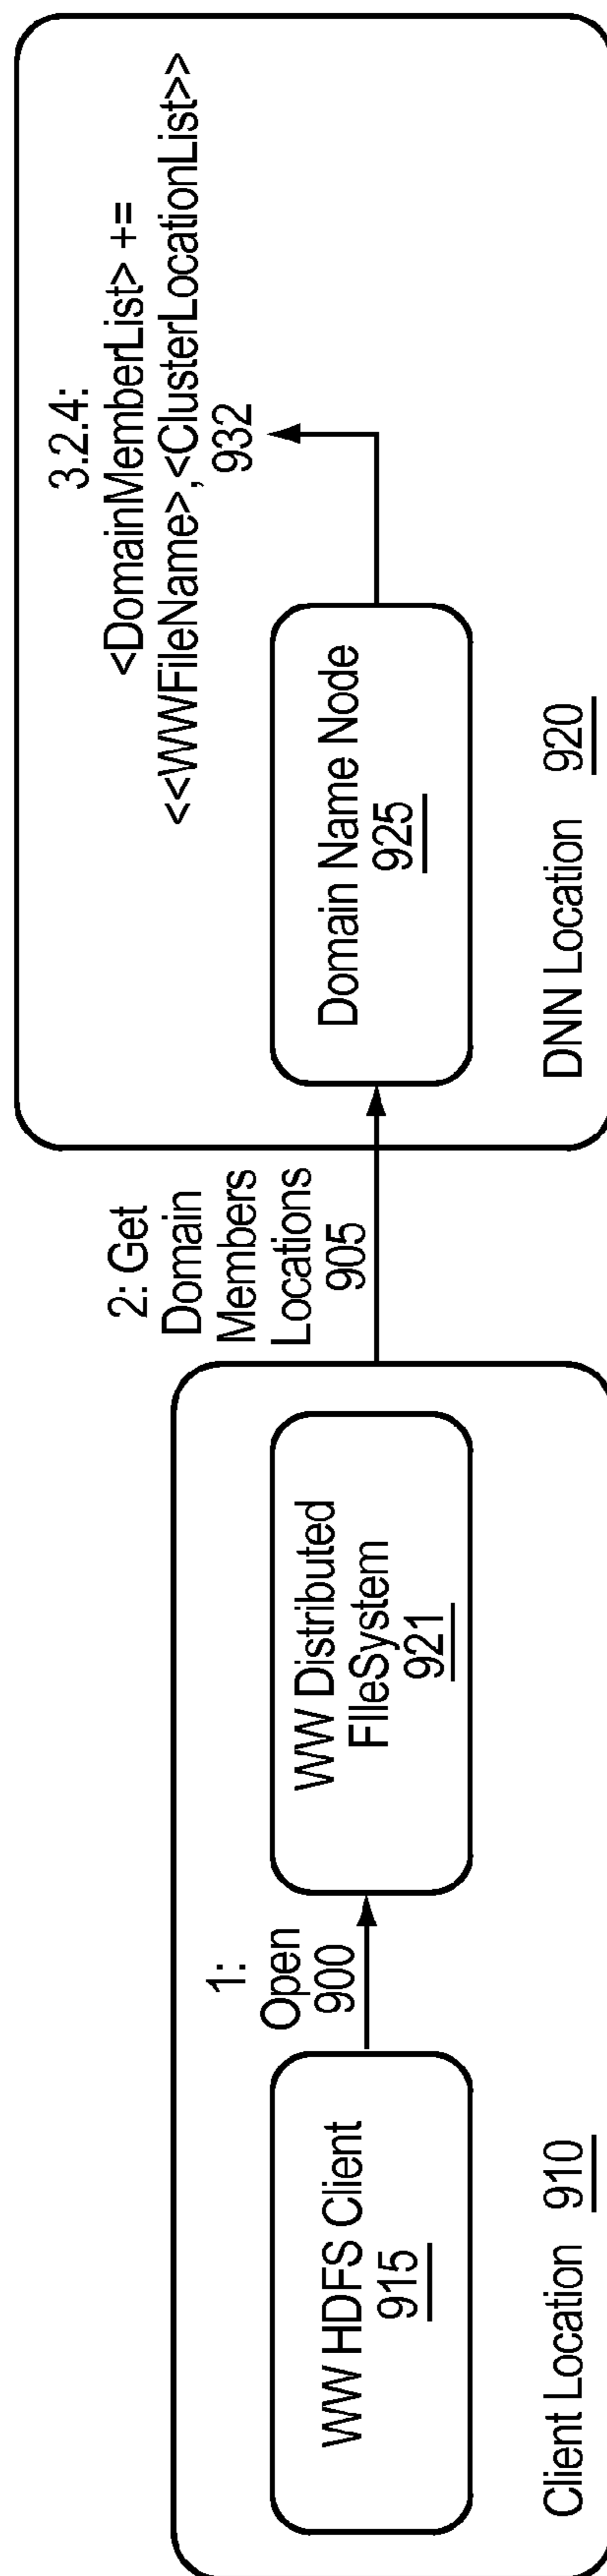 WW HDFS Client
915
Client Location 910
1:
Open
900
WW Distributed
FIleSystem
921
2: Get
Domain
Members
Locations
905
Domain Name Node
925
DNN Location 920
3.2.4:
<DomainMemberList> +=
<<WWFileName>,<ClusterLocationList>>
932